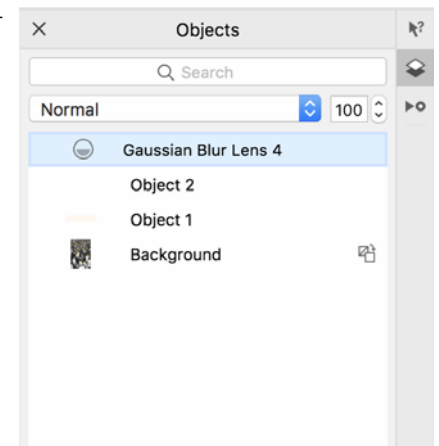 Objects
Search
Normal 100
Gaussian Blur Lens 4
Object 2
Object 1
Background